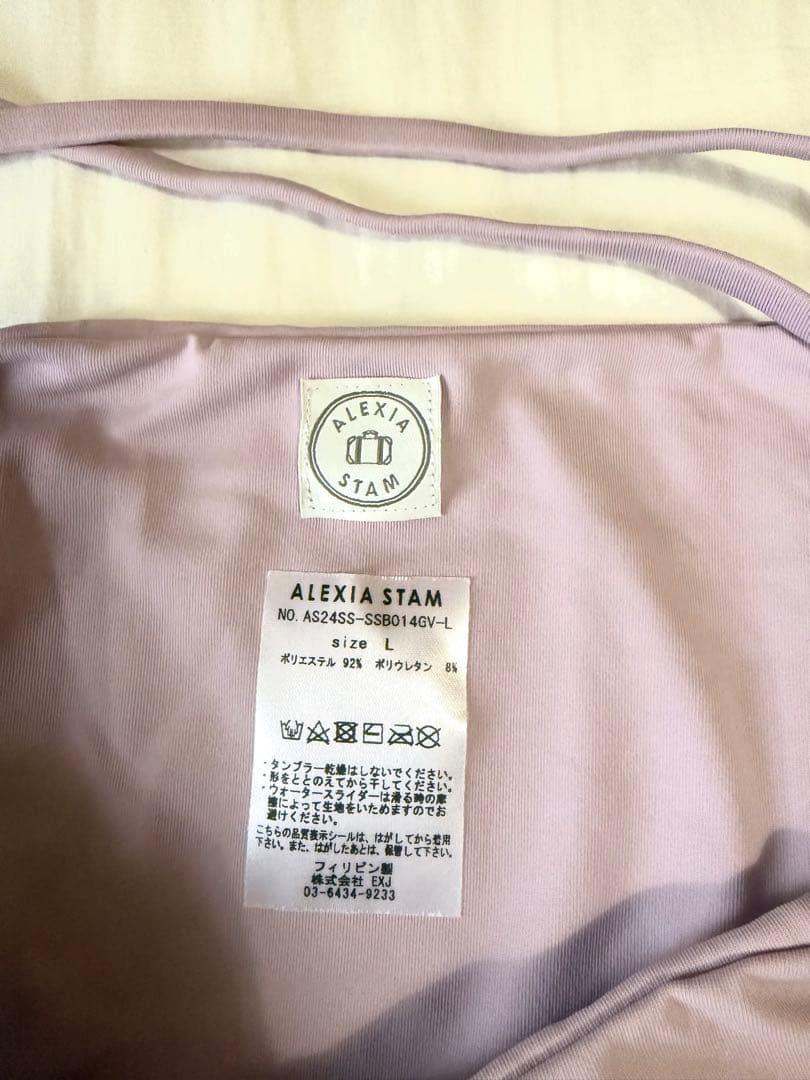 ALEXIA
STAM
ALEXIA STAM
NO. AS24SS-SSB014GV-L
size L
ポリエステル 92% ポリウレタン 8%
・タンブラー乾燥はしないでください。
・形をととのえてから干してください。
・ウォータースライダーは滑る時の摩
擦によって生地をいためますのでお
避けください。
こちらの品質表示シールは、はがしてから着用
下さい。また、はがしたあとは、保管して下さい。
フィリピン製
株式会社 EXJ
03-6434-9233